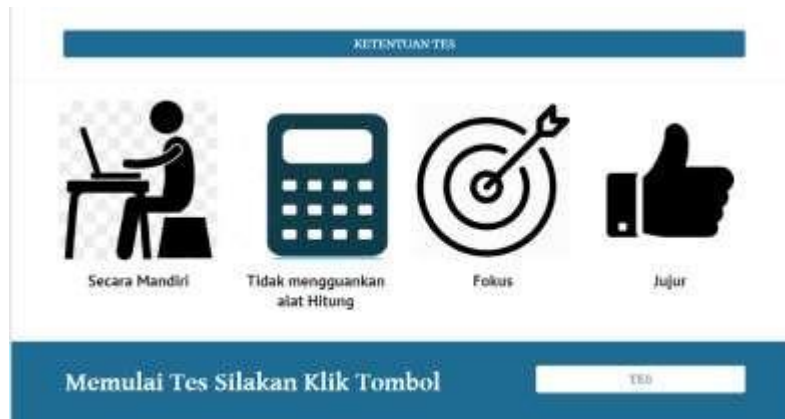 KETENTUAN TES
Secara Mandiri
Tidak mengguankan
alat Hitung
Fokus
Jujur
Memulai Tes Silakan Klik Tombol
TES